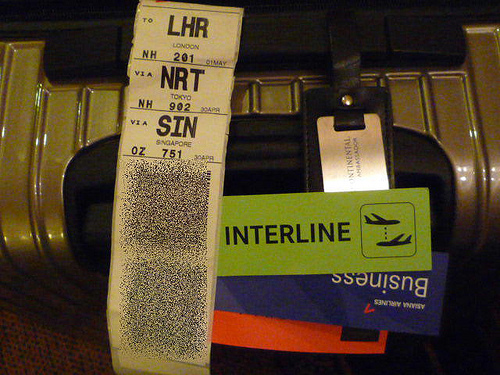 TO LHR
LONDON
NH 201 01MAY
VIA NRT
TOKYO
NH 902 30APR
VIA SIN
SINGAPORE
OZ 751 30APR
INTERLINE
Business
ASIANA AIRLINES
AMBASSADOR